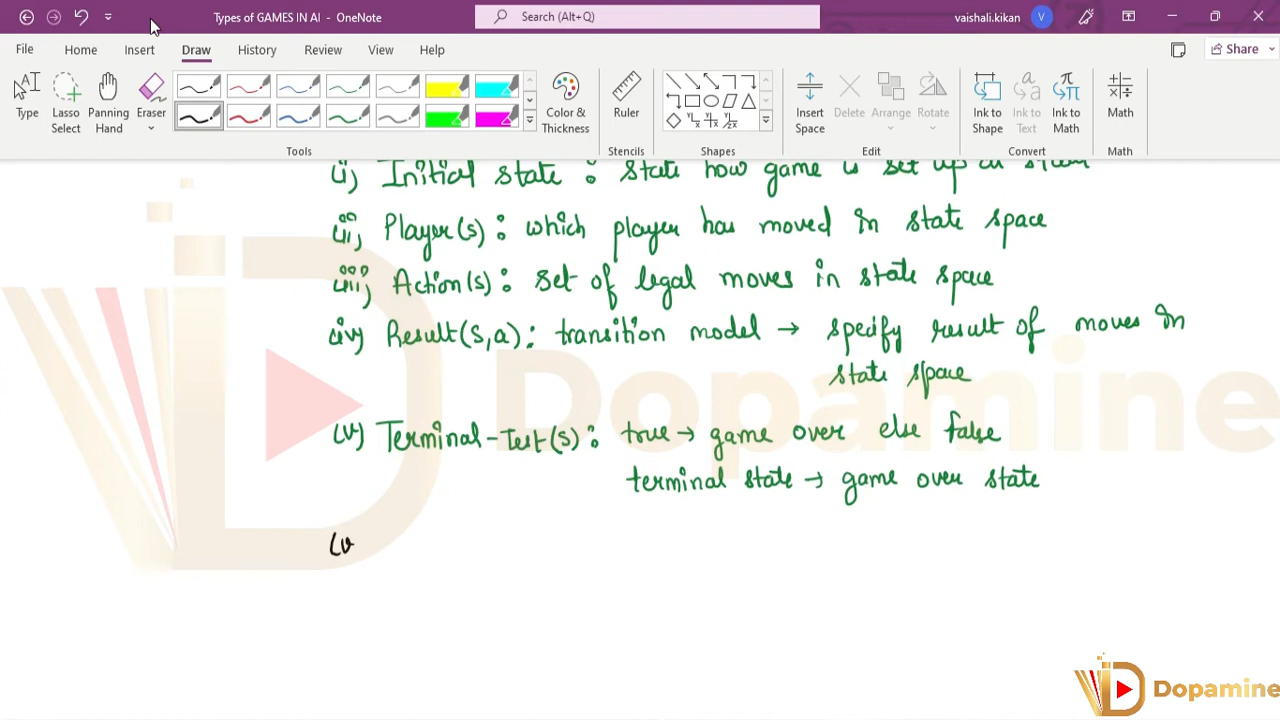 Types of GAMES IN AI - OneNote
Search (Alt+Q)
vaishali.kikan
V
File Home Insert Draw History Review View Help
Share
Type
Lasso Select
Panning Hand
Eraser
Color & Thickness
Ruler
Insert Space
Delete
Arrange
Rotate
Ink to Shape
Ink to Text
Ink to Math
Math
Tools
Stencils
Shapes
Edit
Convert
Math
(i) Initial state : state how game is set up at start
(ii) Player(s) : which player has moved in state space
(iii) Action(s) : set of legal moves in state space
(iv) Result(s,a) : transition model → specify result of moves in
state space
(v) Terminal-Test(s) : true → game over else false
terminal state → game over state
(v
Dopamine
Dopamine